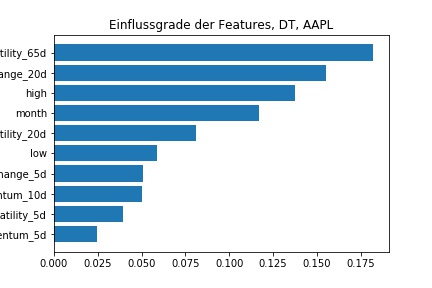 Einflussgrade der Features, DT, AAPL
tility_65d
ange_20d
high
month
tility_20d
low
hange_5d
ntum_10d
atility_5d
entum_5d
0.000 0.025 0.050 0.075 0.100 0.125 0.150 0.175